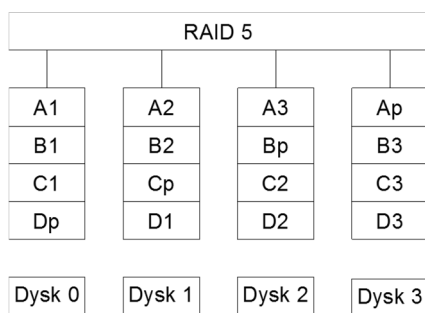 RAID 5
A1 A2 A3 Ap
B1 B2 Bp B3
C1 Cp C2 C3
Dp D1 D2 D3
Dysk 0 Dysk 1 Dysk 2 Dysk 3